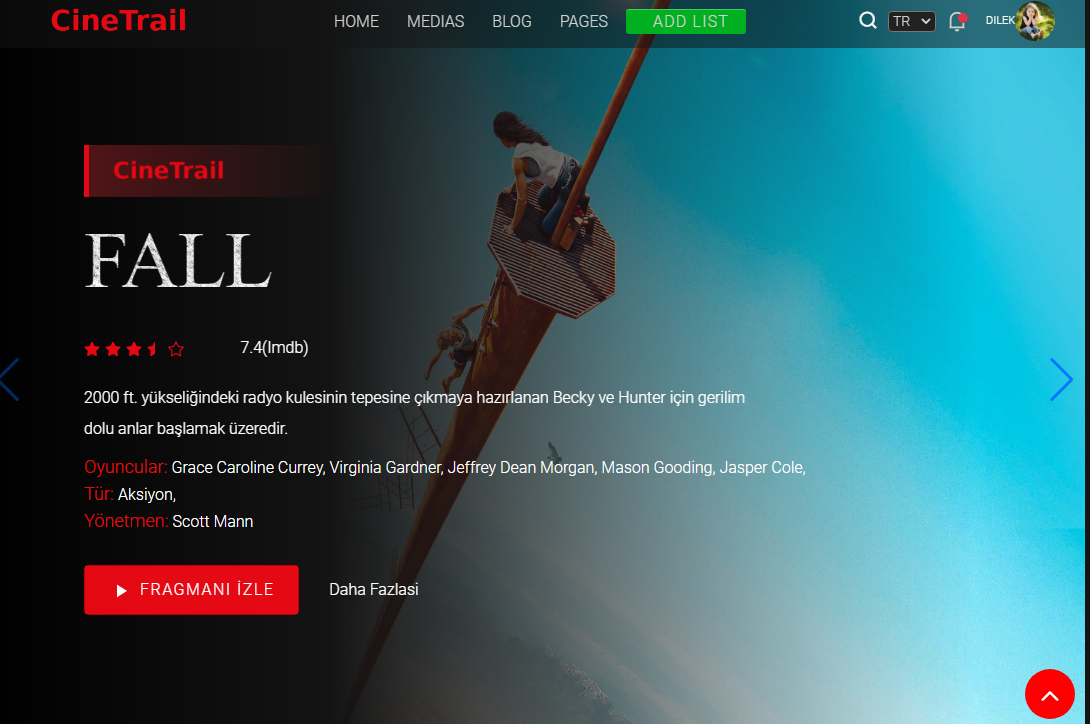 CineTrail
HOME MEDIAS BLOG PAGES ADD LIST TR DILEK
CineTrail
FALL
7.4(Imdb)
2000 ft. yükseliğindeki radyo kulesinin tepesine çıkmaya hazırlanan Becky ve Hunter için gerilim
dolu anlar başlamak üzeredir.
Oyuncular: Grace Caroline Currey, Virginia Gardner, Jeffrey Dean Morgan, Mason Gooding, Jasper Cole,
Tür: Aksiyon,
Yönetmen: Scott Mann
FRAGMANI İZLE Daha Fazlasi